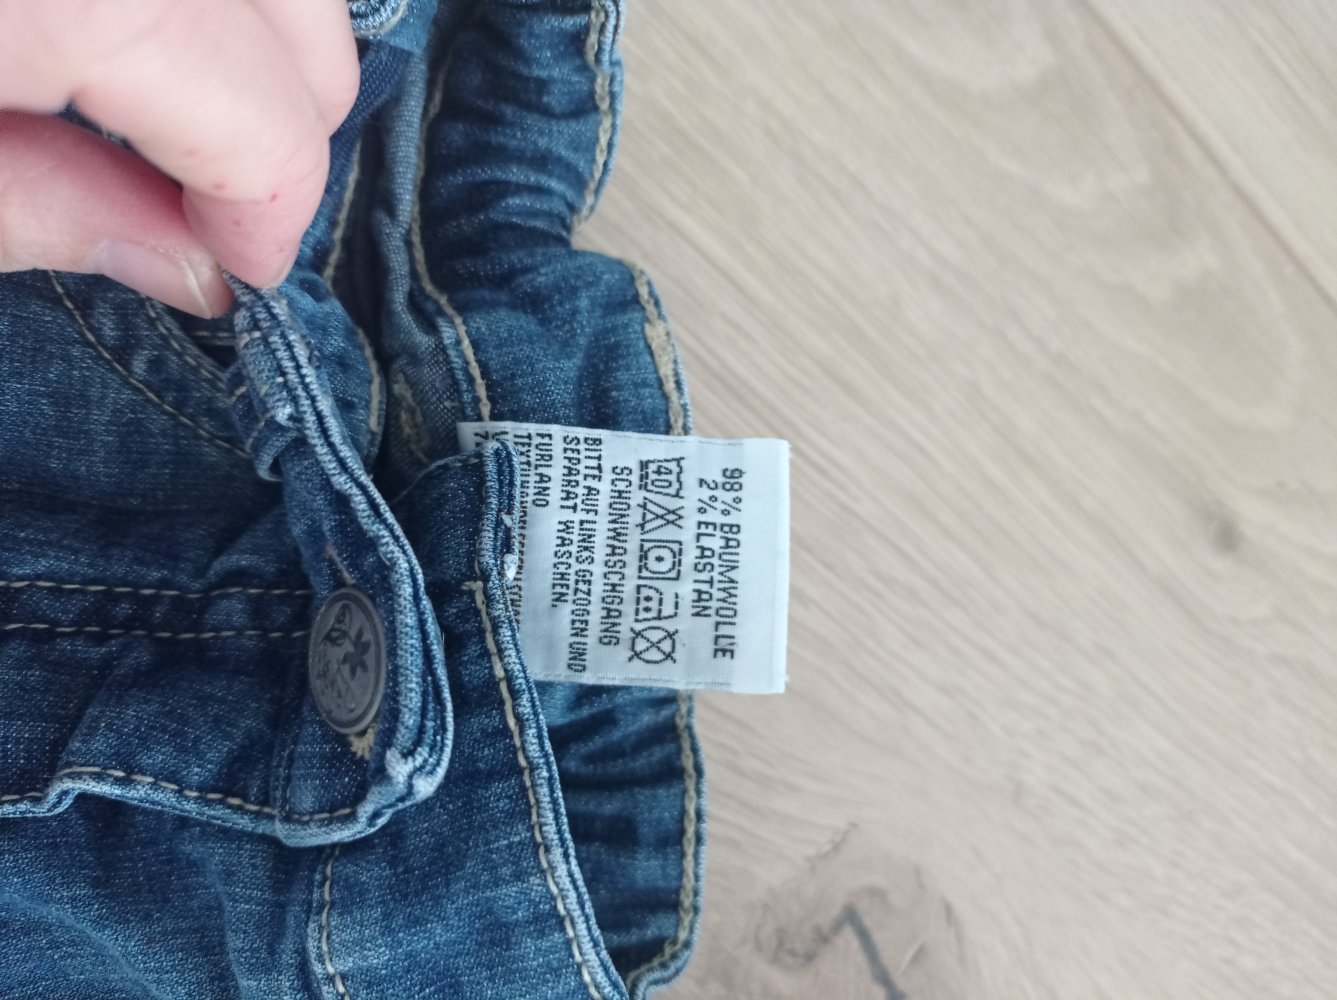 98% BAUMWOLLE
2% ELASTAN
40
SCHONWASCHGANG
BITTE AUF LINKS GEZOGEN UND
SEPARAT WASCHEN.
FURLANO